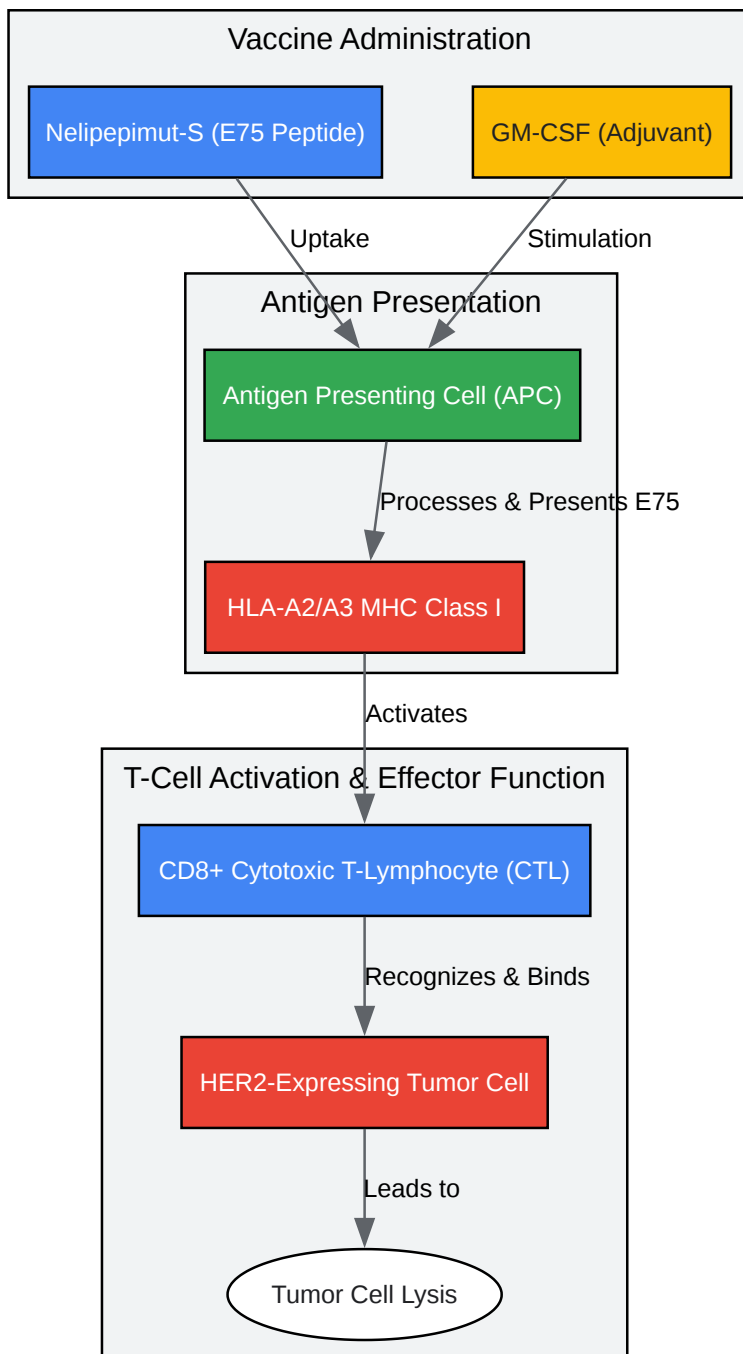 Vaccine Administration
Nelipepimut-S (E75 Peptide)
GM-CSF (Adjuvant)
Uptake
Stimulation
Antigen Presentation
Antigen Presenting Cell (APC)
Processes & Presents E75
HLA-A2/A3 MHC Class I
Activates
T-Cell Activation & Effector Function
CD8+ Cytotoxic T-Lymphocyte (CTL)
Recognizes & Binds
HER2-Expressing Tumor Cell
Leads to
Tumor Cell Lysis